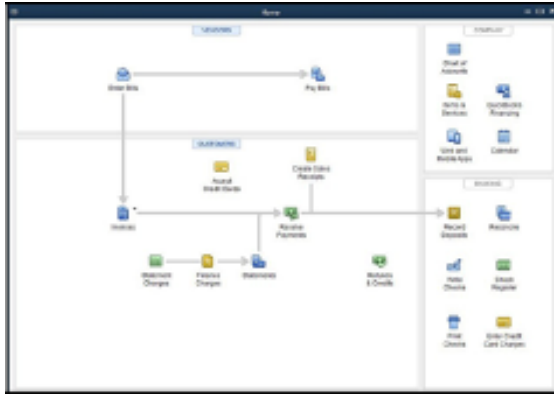 Home
VENDORS
COMPANY
Enter Bills
Pay Bills
Chart of
Accounts
Items &
Services
QuickBooks
Financing
Web and
Mobile Apps
Calendar
CUSTOMERS
Create Sales
Receipts
Accept
Credit Cards
Invoices
Receive
Payments
Statement
Charges
Finance
Charges
Statements
Refunds
& Credits
BANKING
Record
Deposits
Reconcile
Write
Checks
Check
Register
Print
Checks
Enter Credit
Card Charges